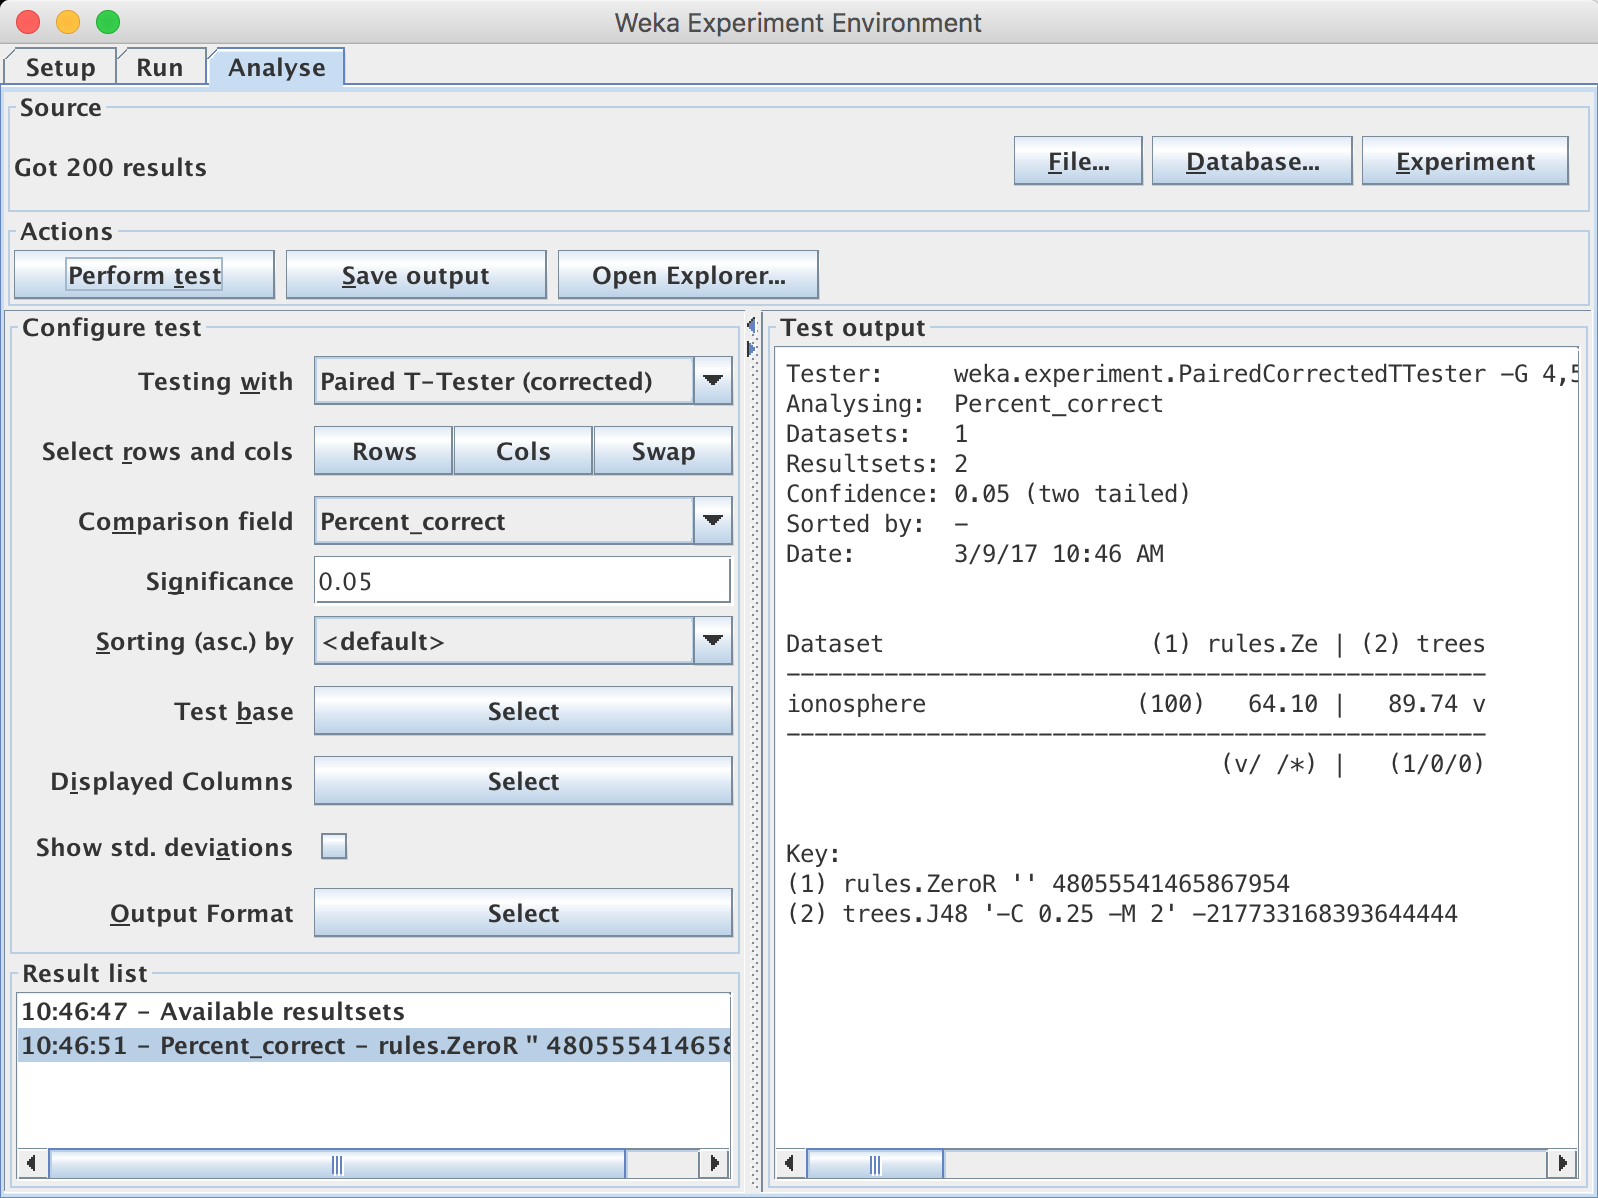 Weka Experiment Environment
Setup Run Analyse
Source
Got 200 results File... Database... Experiment
Actions
Perform test Save output Open Explorer...
Configure test
Testing with Paired T-Tester (corrected)
Select rows and cols Rows Cols Swap
Comparison field Percent_correct
Significance 0.05
Sorting (asc.) by <default>
Test base Select
Displayed Columns Select
Show std. deviations
Output Format Select
Result list
10:46:47 - Available resultsets
10:46:51 - Percent_correct - rules.ZeroR '' 480555414658
Test output
Tester: weka.experiment.PairedCorrectedTTester -G 4,5
Analysing: Percent_correct
Datasets: 1
Resultsets: 2
Confidence: 0.05 (two tailed)
Sorted by: -
Date: 3/9/17 10:46 AM
Dataset (1) rules.Ze | (2) trees
--------------------------------------------------
ionosphere (100) 64.10 | 89.74 v
--------------------------------------------------
(v/ /*) | (1/0/0)
Key:
(1) rules.ZeroR '' 48055541465867954
(2) trees.J48 '-C 0.25 -M 2' -217733168393644444